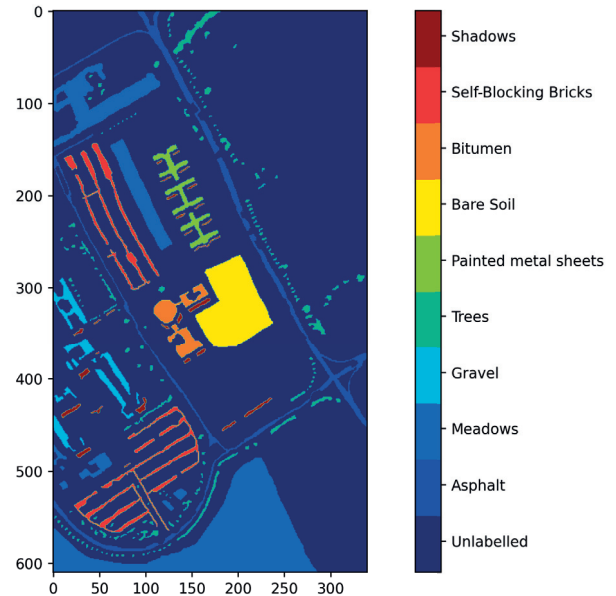 0
100
200
300
400
500
600
0 50 100 150 200 250 300
Shadows
Self-Blocking Bricks
Bitumen
Bare Soil
Painted metal sheets
Trees
Gravel
Meadows
Asphalt
Unlabelled